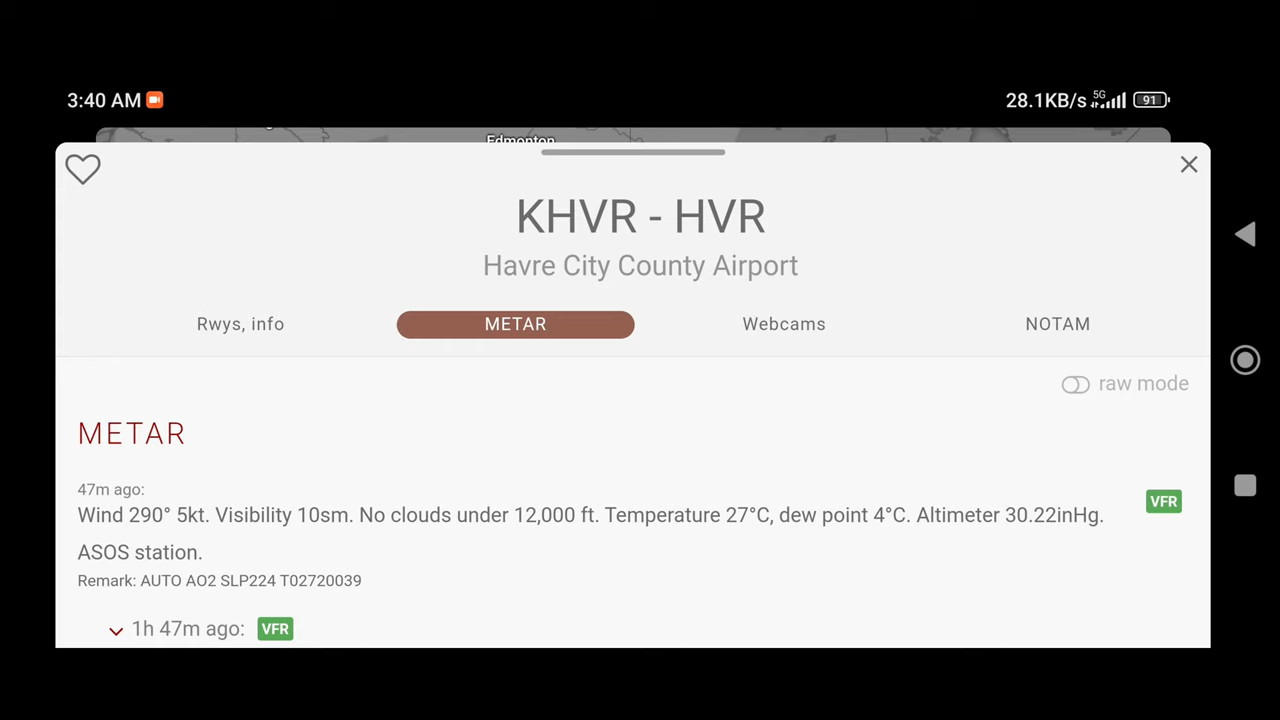 3:40 AM
28.1KB/s 5G 91
Edmonton
KHVR - HVR
Havre City County Airport
Rwys, info METAR Webcams NOTAM
raw mode
METAR
47m ago:
VFR
Wind 290° 5kt. Visibility 10sm. No clouds under 12,000 ft. Temperature 27°C, dew point 4°C. Altimeter 30.22inHg.
ASOS station.
Remark: AUTO AO2 SLP224 T02720039
1h 47m ago: VFR